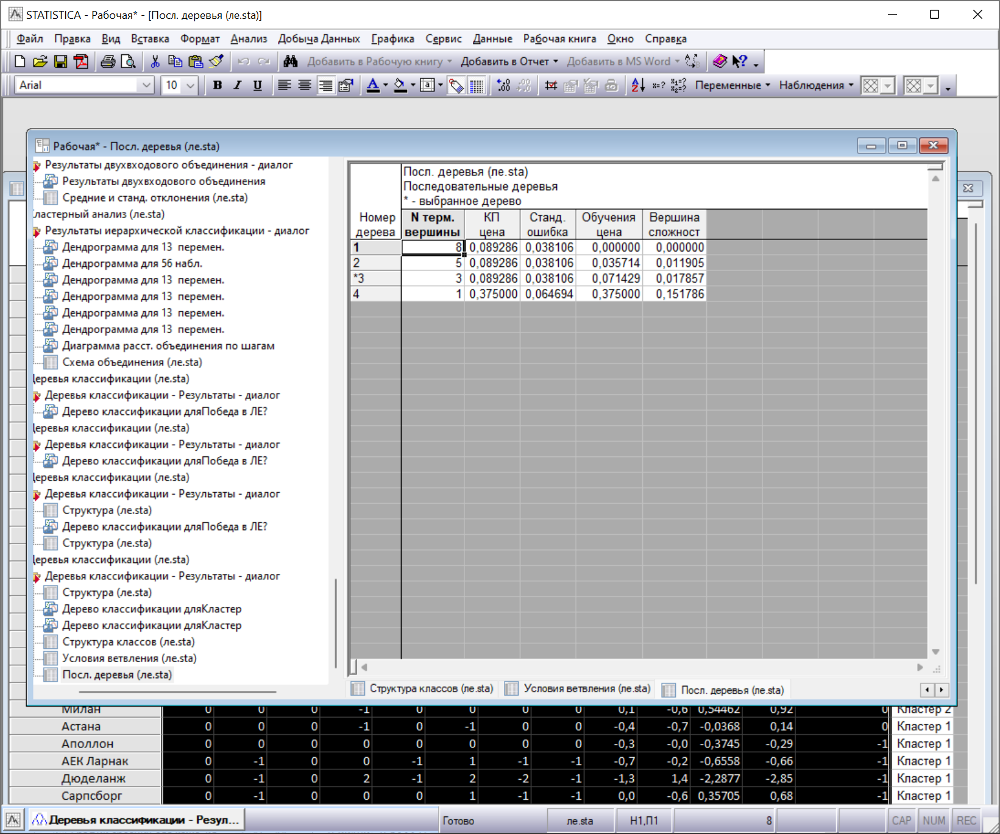 STATISTICA - Рабочая* - [Посл. деревья (ле.sta)]
Файл Правка Вид Вставка Формат Анализ Добыча Данных Графика Сервис Данные Рабочая книга Окно Справка
Добавить в Рабочую книгу Добавить в Отчет Добавить в MS Word
Arial 10 B I U Переменные Наблюдения
Рабочая* - Посл. деревья (ле.sta)
Результаты двухвходового объединения - диалог
Результаты двухвходового объединения
Средние и станд. отклонения (ле.sta)
ластерный анализ (ле.sta)
Результаты иерархической классификации - диалог
Дендрограмма для 13 перемен.
Дендрограмма для 56 набл.
Дендрограмма для 13 перемен.
Дендрограмма для 13 перемен.
Дендрограмма для 13 перемен.
Дендрограмма для 13 перемен.
Диаграмма расст. объединения по шагам
Схема объединения (ле.sta)
еревья классификации (ле.sta)
Деревья классификации - Результаты - диалог
Дерево классификации дляПобеда в ЛЕ?
еревья классификации (ле.sta)
Деревья классификации - Результаты - диалог
Дерево классификации дляПобеда в ЛЕ?
еревья классификации (ле.sta)
Деревья классификации - Результаты - диалог
Структура (ле.sta)
Дерево классификации дляПобеда в ЛЕ?
Структура (ле.sta)
еревья классификации (ле.sta)
Деревья классификации - Результаты - диалог
Структура (ле.sta)
Дерево классификации дляКластер
Дерево классификации дляКластер
Структура классов (ле.sta)
Условия ветвления (ле.sta)
Посл. деревья (ле.sta)
Посл. деревья (ле.sta)
Последовательные деревья
* - выбранное дерево
Номер N терм. КП Станд. Обучения Вершина
дерева вершины цена ошибка цена сложност
1 8 0,089286 0,038106 0,000000 0,000000
2 5 0,089286 0,038106 0,035714 0,011905
*3 3 0,089286 0,038106 0,071429 0,017857
4 1 0,375000 0,064694 0,375000 0,151786
Структура классов (ле.sta) Условия ветвления (ле.sta) Посл. деревья (ле.sta)
Милан 0 0 0 -1 0 0 0 0 0,1 -0,6 0,54462 0,92 0 Кластер 2
Астана 0 0 0 -1 0 -1 0 0 -0,4 -0,7 -0,0368 0,14 0 Кластер 1
Аполлон 0 0 0 0 0 0 0 0 -0,3 -0,0 -0,3745 -0,29 -1 Кластер 1
АЕК Ларнак 0 -1 0 0 -1 1 -1 -1 -0,7 -0,2 -0,6558 -0,66 -1 Кластер 1
Дюделанж 0 -1 0 2 -1 2 -2 -1 -1,3 1,4 -2,2877 -2,85 -1 Кластер 1
Сарпсборг 0 -1 0 0 0 1 -1 -1 0,0 -0,6 0,35705 0,68 -1 Кластер 1
Деревья классификации - Резул... Готово ле.sta Н1,П1 8 CAP NUM REC